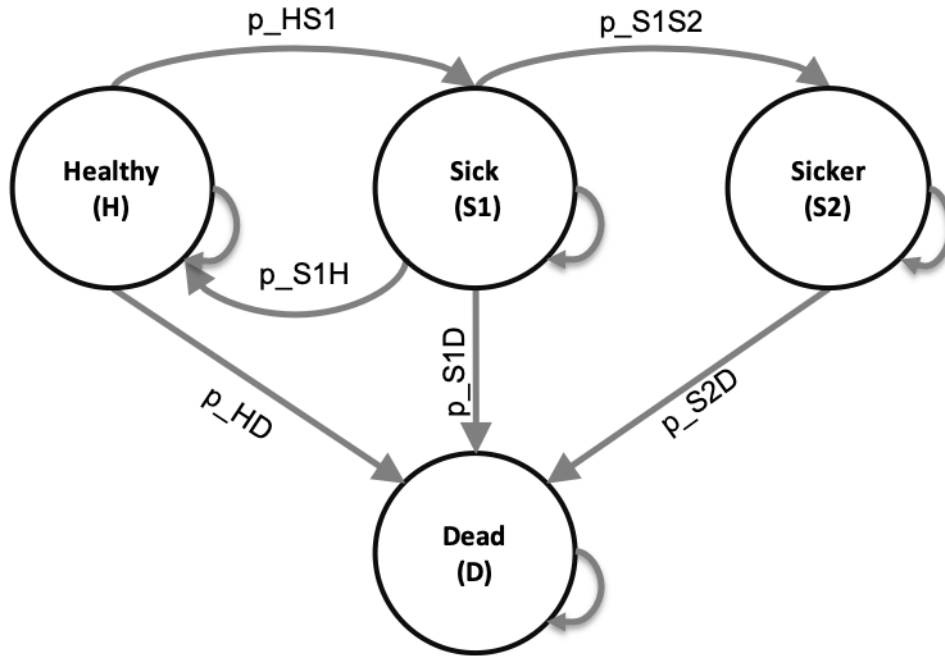 p_HS1
p_S1S2
Healthy
(H)
Sick
(S1)
Sicker
(S2)
p_S1H
p_HD
p_S1D
p_S2D
Dead
(D)